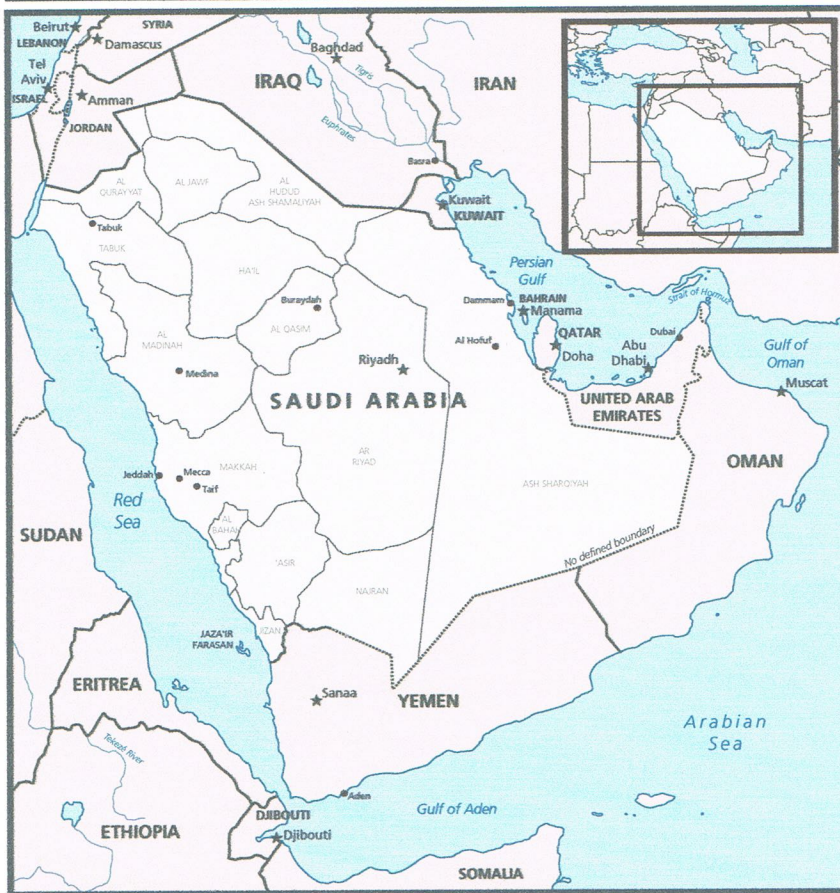 Beirut
SYRIA
LEBANON
Damascus
Tel
Aviv
ISRAEL
Amman
JORDAN
Baghdad
Tigris
IRAQ
IRAN
Euphrates
Basra
AL
QURAYYAT
AL JAWF
AL
HUDUD
ASH SHAMALIYAH
Kuwait
KUWAIT
Tabuk
TABUK
HA'IL
Persian
Gulf
Strait of Hormuz
Buraydah
Dammam
BAHRAIN
Manama
AL QASIM
AL
MADINAH
Al Hofuf
QATAR
Doha
Abu
Dhabi
Dubai
Gulf of
Oman
Medina
Riyadh
Muscat
SAUDI ARABIA
UNITED ARAB
EMIRATES
AR
RIYAD
OMAN
MAKKAH
Jeddah
Mecca
Taif
ASH SHARQIYAH
Red
Sea
AL
BAHAH
SUDAN
No defined boundary
'ASIR
NAJRAN
JIZAN
JAZA'IR
FARASAN
ERITREA
Sanaa
YEMEN
Arabian
Sea
Tekezē River
Aden
Gulf of Aden
DJIBOUTI
Djibouti
ETHIOPIA
SOMALIA